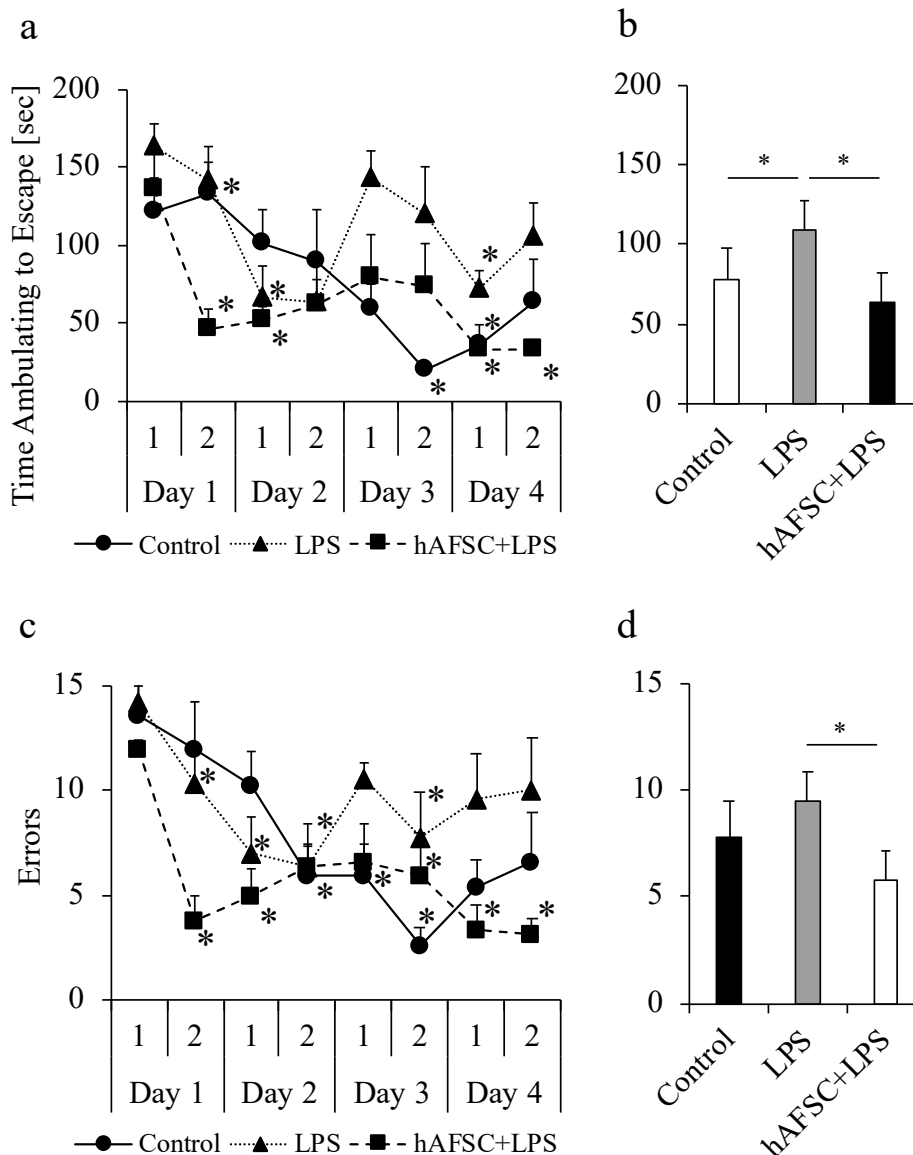 a
Time Ambulating to Escape [sec]
200
150
100
50
0
* * * * * * * * *
1 2 1 2 1 2 1 2
Day 1 Day 2 Day 3 Day 4
Control LPS hAFSC+LPS
b
200
150
100
50
0
* *
Control
LPS
hAFSC+LPS
c
Errors
15
10
5
0
* * * * * * * * * * * *
1 2 1 2 1 2 1 2
Day 1 Day 2 Day 3 Day 4
Control LPS hAFSC+LPS
d
15
10
5
0
*
Control
LPS
hAFSC+LPS